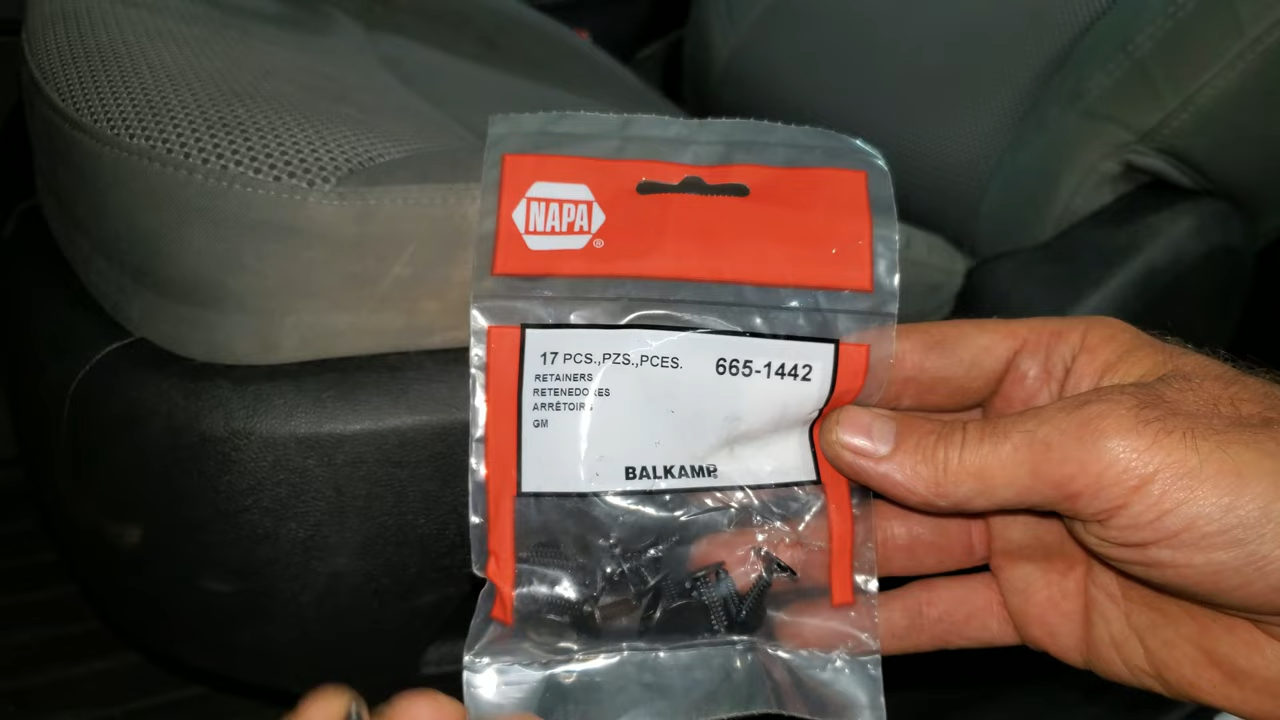 NAPA®
17 PCS.,PZS.,PCES. 665-1442
RETAINERS
RETENEDORES
ARRÊTOIRS
GM
BALKAMP